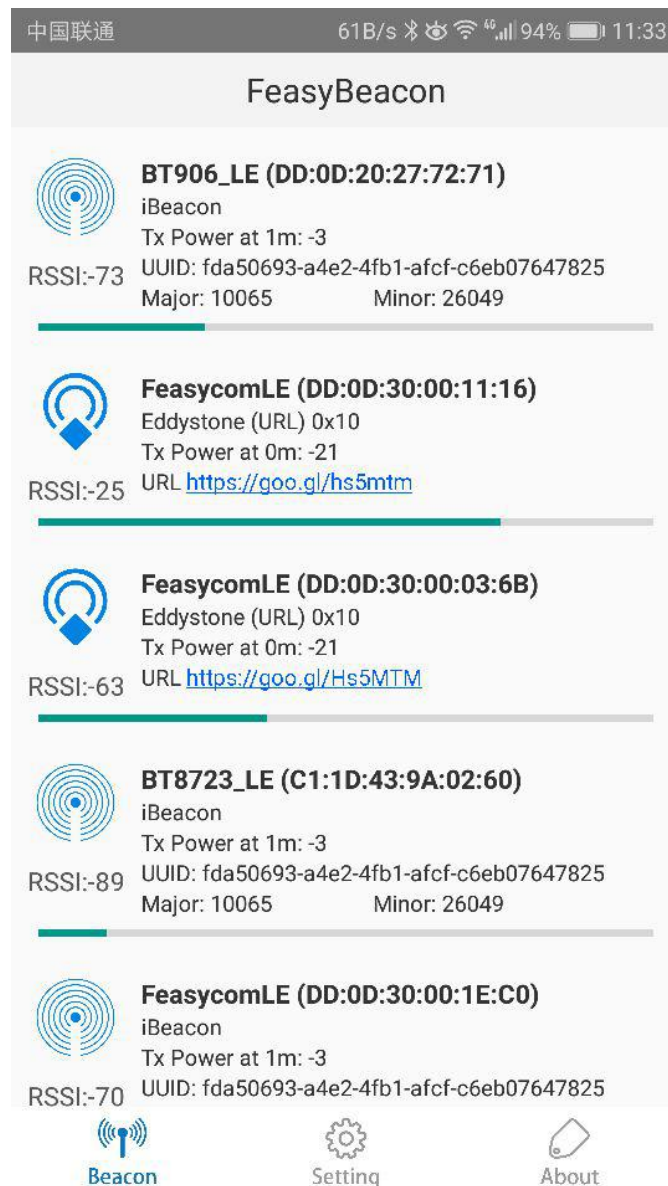 中国联通 61B/s 4G 94% 11:33
FeasyBeacon
BT906_LE (DD:0D:20:27:72:71)
iBeacon
Tx Power at 1m: -3
RSSI:-73 UUID: fda50693-a4e2-4fb1-afcf-c6eb07647825
Major: 10065 Minor: 26049
FeasycomLE (DD:0D:30:00:11:16)
Eddystone (URL) 0x10
Tx Power at 0m: -21
RSSI:-25 URL https://goo.gl/hs5mtm
FeasycomLE (DD:0D:30:00:03:6B)
Eddystone (URL) 0x10
Tx Power at 0m: -21
RSSI:-63 URL https://goo.gl/Hs5MTM
BT8723_LE (C1:1D:43:9A:02:60)
iBeacon
Tx Power at 1m: -3
RSSI:-89 UUID: fda50693-a4e2-4fb1-afcf-c6eb07647825
Major: 10065 Minor: 26049
FeasycomLE (DD:0D:30:00:1E:C0)
iBeacon
Tx Power at 1m: -3
RSSI:-70 UUID: fda50693-a4e2-4fb1-afcf-c6eb07647825
Beacon Setting About